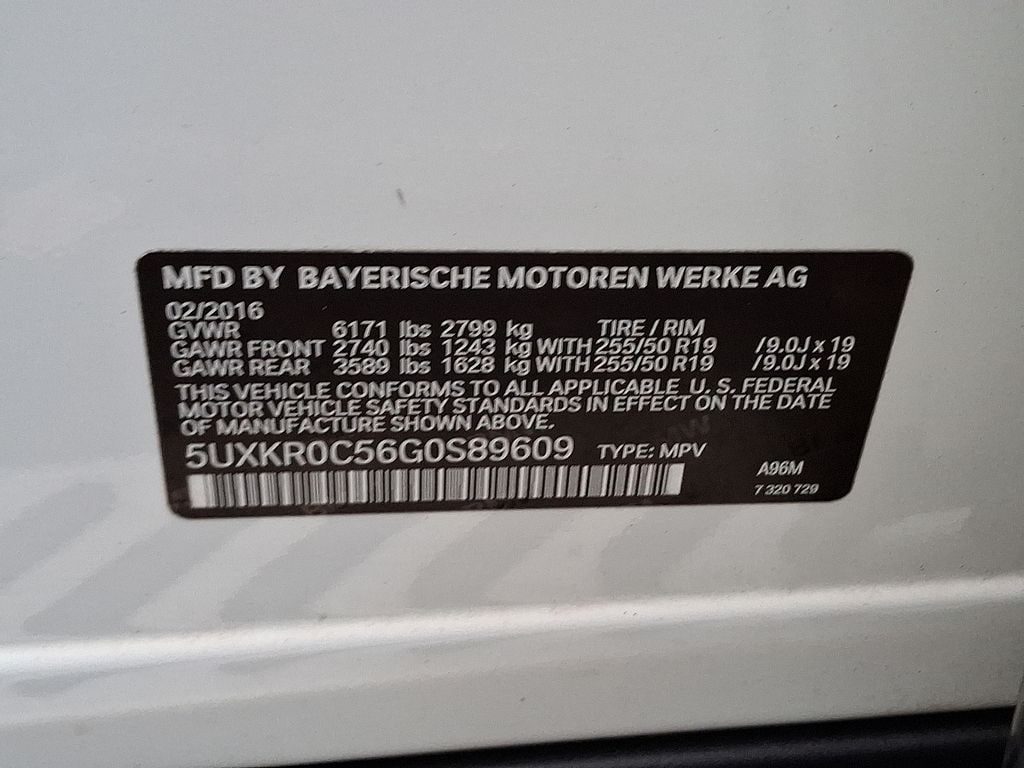 MFD BY BAYERISCHE MOTOREN WERKE AG
02/2016
GVWR 6171 lbs 2799 kg TIRE / RIM
GAWR FRONT 2740 lbs 1243 kg WITH 255/50 R19 /9.0J x 19
GAWR REAR 3589 lbs 1628 kg WITH 255/50 R19 /9.0J x 19
THIS VEHICLE CONFORMS TO ALL APPLICABLE U. S. FEDERAL
MOTOR VEHICLE SAFETY STANDARDS IN EFFECT ON THE DATE
OF MANUFACTURE SHOWN ABOVE.
5UXKR0C56G0S89609 TYPE: MPV
A96M
7 320 729